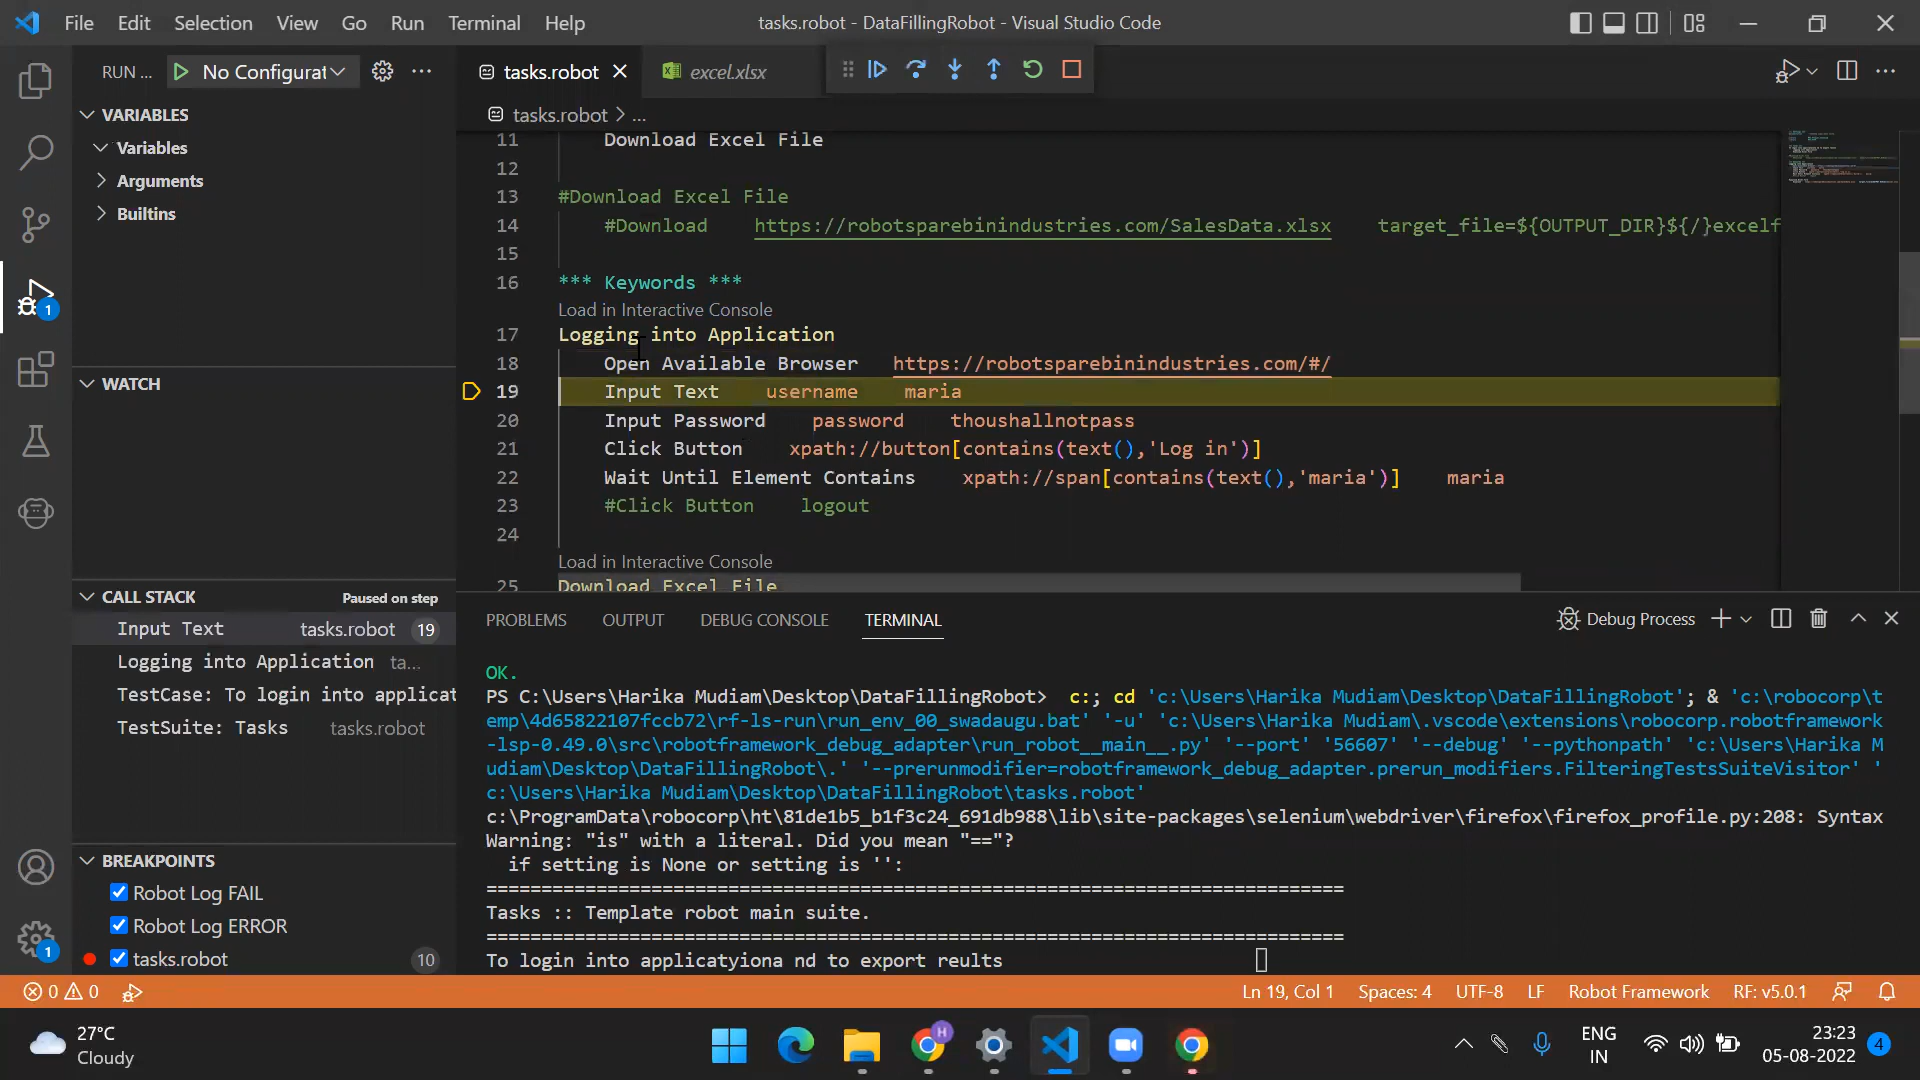 File Edit Selection View Go Run Terminal Help
tasks.robot - DataFillingRobot - Visual Studio Code
RUN ... No Configurat
tasks.robot excel.xlsx
tasks.robot > ...
VARIABLES
Variables
Arguments
Builtins
WATCH
CALL STACK Paused on step
Input Text tasks.robot 19
Logging into Application ta...
TestCase: To login into applicat
TestSuite: Tasks tasks.robot
BREAKPOINTS
Robot Log FAIL
Robot Log ERROR
tasks.robot 10
1
1
11 Download Excel File
12
13 #Download Excel File
14 #Download https://robotsparebinindustries.com/SalesData.xlsx target_file=${OUTPUT_DIR}${/}excelf
15
16 *** Keywords ***
Load in Interactive Console
17 Logging into Application
18 Open Available Browser https://robotsparebinindustries.com/#/
19 Input Text username maria
20 Input Password password thoushallnotpass
21 Click Button xpath://button[contains(text(),'Log in')]
22 Wait Until Element Contains xpath://span[contains(text(),'maria')] maria
23 #Click Button logout
24
Load in Interactive Console
25 Download Excel File
PROBLEMS OUTPUT DEBUG CONSOLE TERMINAL Debug Process
OK.
PS C:\Users\Harika Mudiam\Desktop\DataFillingRobot> c:; cd 'c:\Users\Harika Mudiam\Desktop\DataFillingRobot'; & 'c:\robocorp\t
emp\4d65822107fccb72\rf-ls-run\run_env_00_swadaugu.bat' '-u' 'c:\Users\Harika Mudiam\.vscode\extensions\robocorp.robotframework
-lsp-0.49.0\src\robotframework_debug_adapter\run_robot__main__.py' '--port' '56607' '--debug' '--pythonpath' 'c:\Users\Harika M
udiam\Desktop\DataFillingRobot\.' '--prerunmodifier=robotframework_debug_adapter.prerun_modifiers.FilteringTestsSuiteVisitor' '
c:\Users\Harika Mudiam\Desktop\DataFillingRobot\tasks.robot'
c:\ProgramData\robocorp\ht\81de1b5_b1f3c24_691db988\lib\site-packages\selenium\webdriver\firefox\firefox_profile.py:208: Syntax
Warning: "is" with a literal. Did you mean "=="?
if setting is None or setting is '':
==============================================================================
Tasks :: Template robot main suite.
==============================================================================
To login into applicatyiona nd to export reults
0 0 Ln 19, Col 1 Spaces: 4 UTF-8 LF Robot Framework RF: v5.0.1
27°C
Cloudy
H
ENG
IN
23:23
05-08-2022
4